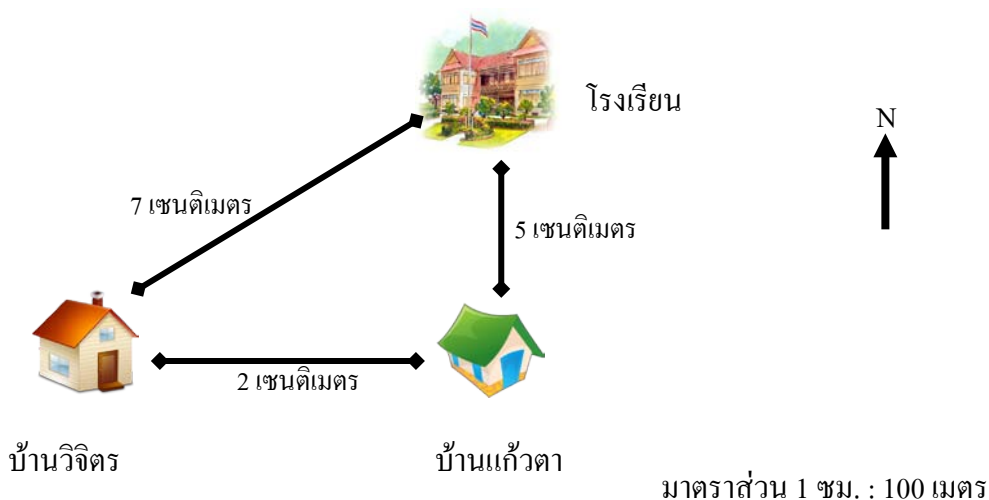 โรงเรียน
N
7 เซนติเมตร
5 เซนติเมตร
2 เซนติเมตร
บ้านวิจิตร
บ้านแก้วตา
มาตราส่วน 1 ซม. : 100 เมตร